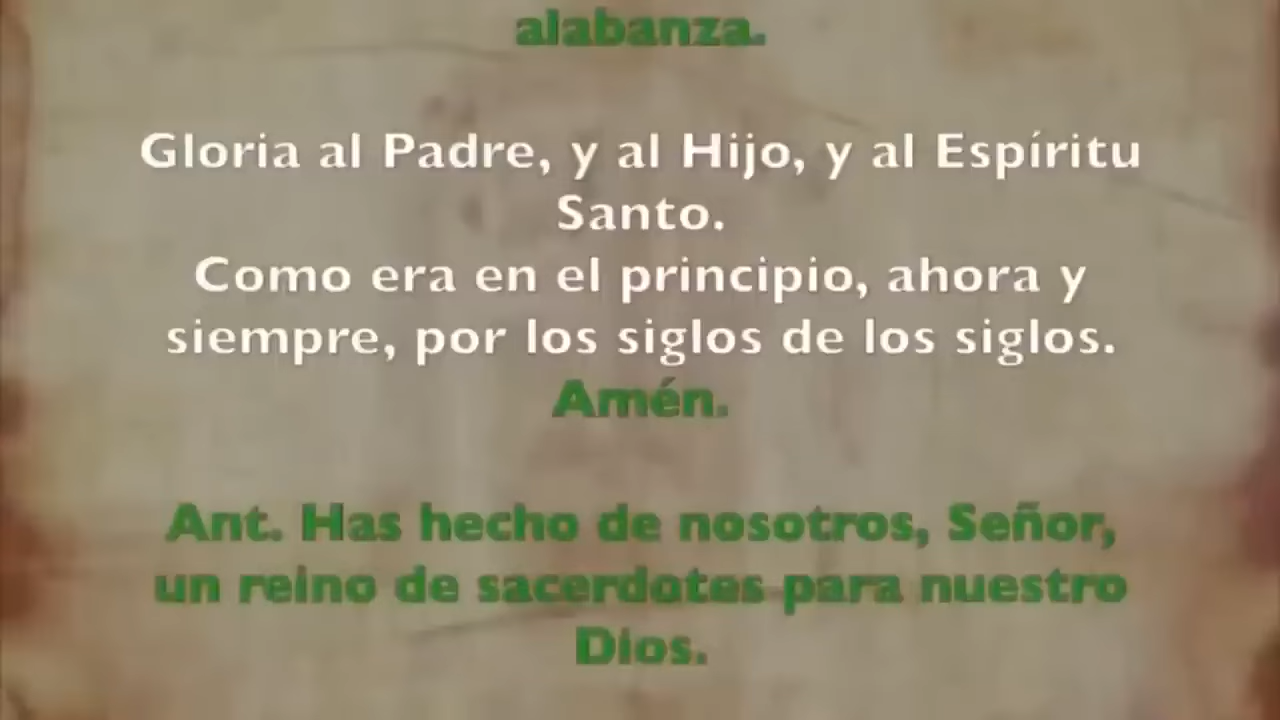 alabanza.
Gloria al Padre, y al Hijo, y al Espíritu
Santo.
Como era en el principio, ahora y
siempre, por los siglos de los siglos.
Amén.
Ant. Has hecho de nosotros, Señor,
un reino de sacerdotes para nuestro
Dios.